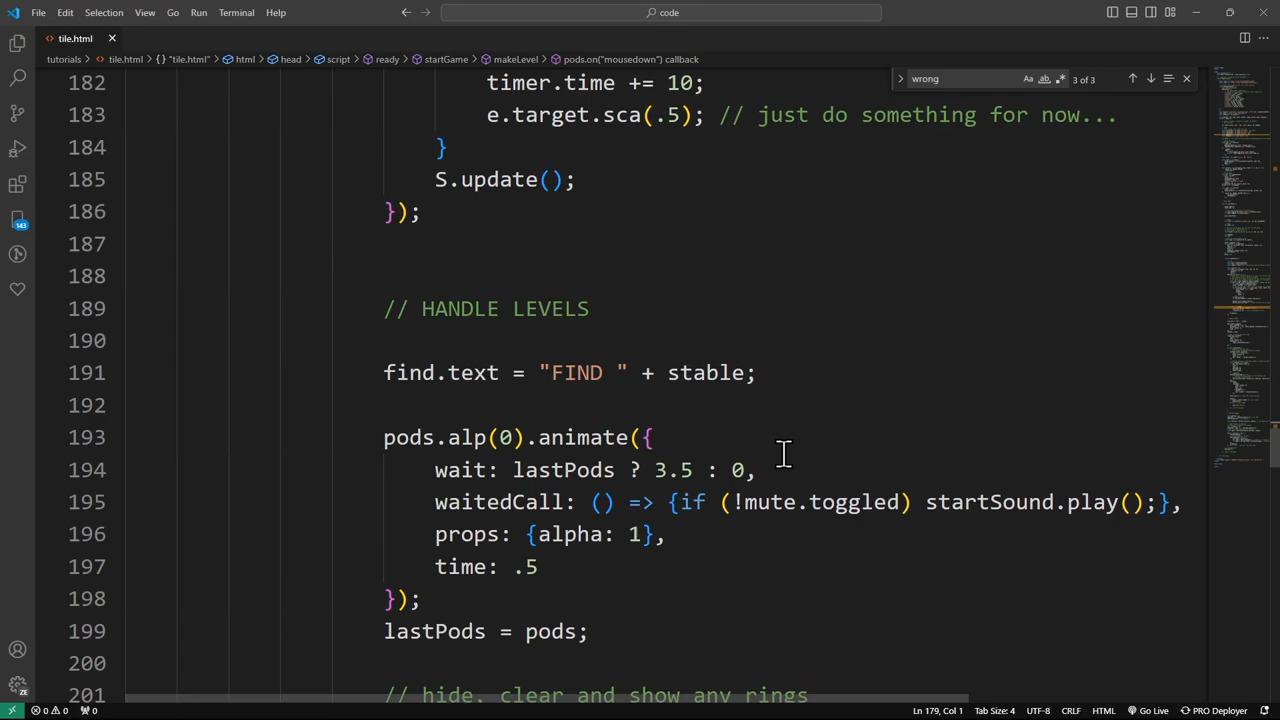 File Edit Selection View Go Run Terminal Help
code
tile.html
tutorials > tile.html > "tile.html" > html > head > script > ready > startGame > makeLevel > pods.on("mousedown") callback
wrong
3 of 3
182 timer.time += 10;
183 e.target.sca(.5); // just do something for now...
184 }
185 S.update();
186 });
187
188
189 // HANDLE LEVELS
190
191 find.text = "FIND " + stable;
192
193 pods.alp(0).animate({
194 wait: lastPods ? 3.5 : 0,
195 waitedCall: () => {if (!mute.toggled) startSound.play();},
196 props: {alpha: 1},
197 time: .5
198 });
199 lastPods = pods;
200
201 // hide, clear and show any rings
143
ZE
0 0 0 Ln 179, Col 1 Tab Size: 4 UTF-8 CRLF HTML Go Live PRO Deployer